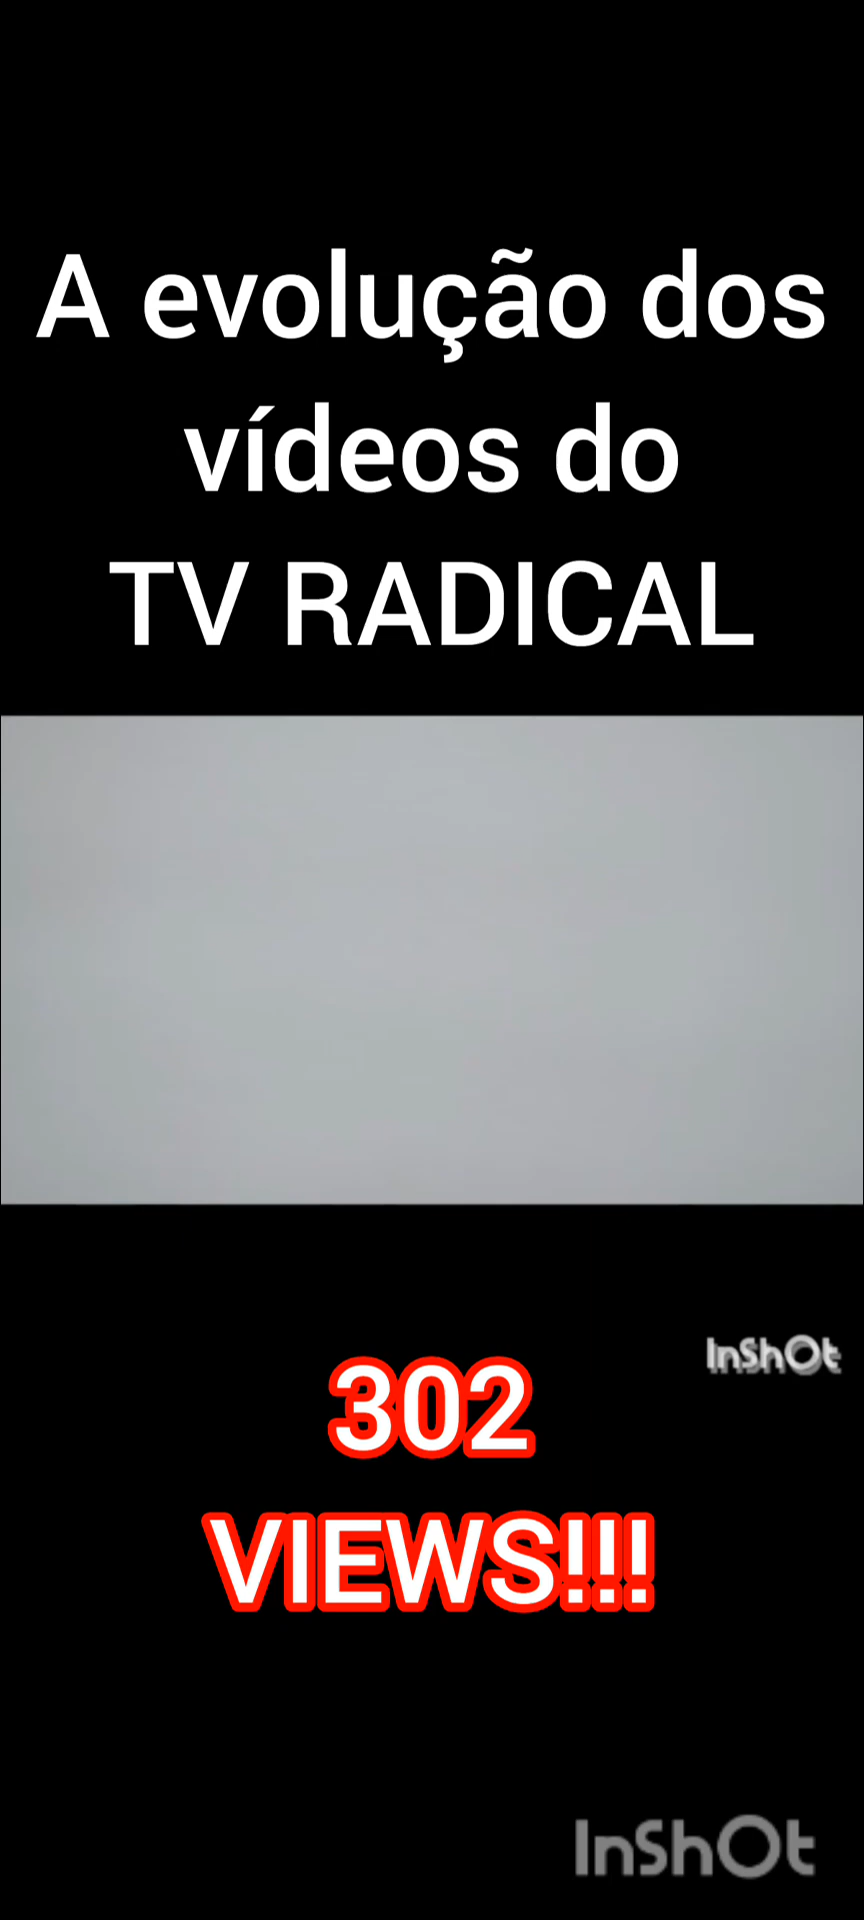 A evolução dos
vídeos do
TV RADICAL
InShOt
302
VIEWS!!!
InShOt